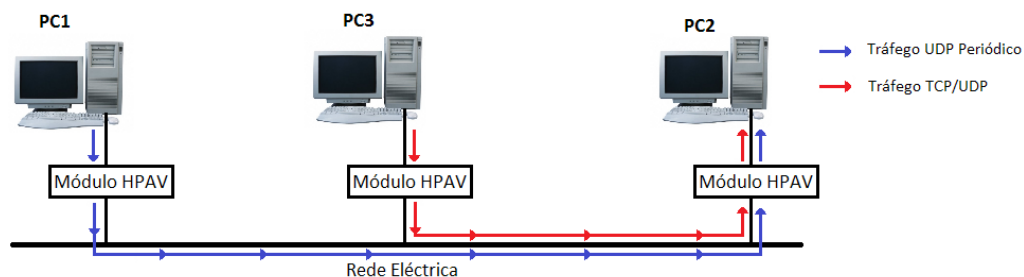 PC1
PC3
PC2
Tráfego UDP Periódico
Tráfego TCP/UDP
Módulo HPAV
Módulo HPAV
Módulo HPAV
Rede Eléctrica